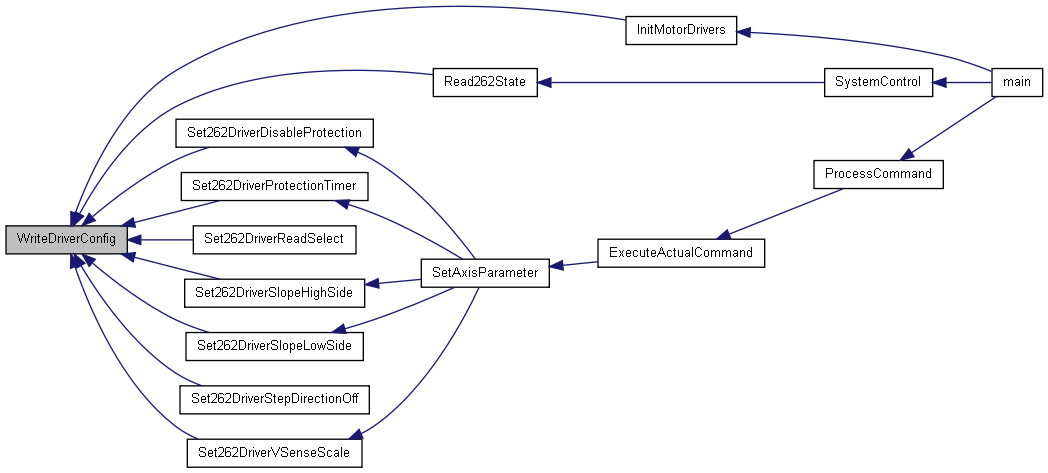 InitMotorDrivers
Read262State
SystemControl
main
Set262DriverDisableProtection
ProcessCommand
Set262DriverProtectionTimer
WriteDriverConfig
Set262DriverReadSelect
ExecuteActualCommand
SetAxisParameter
Set262DriverSlopeHighSide
Set262DriverSlopeLowSide
Set262DriverStepDirectionOff
Set262DriverVSenseScale